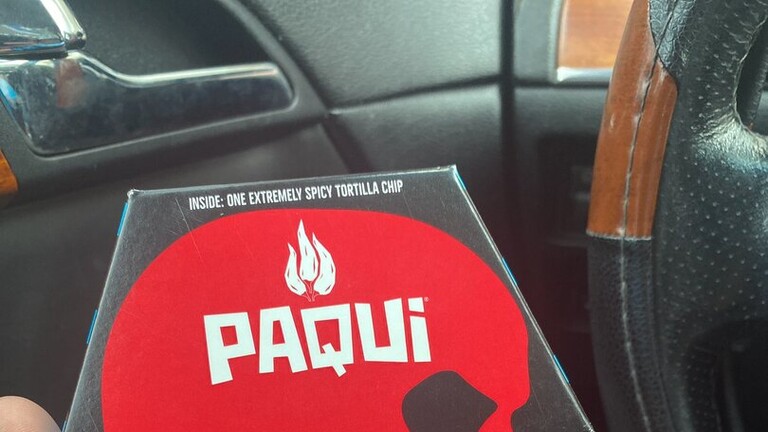 INSIDE: ONE EXTREMELY SPICY TORTILLA CHIP
PAQUI®